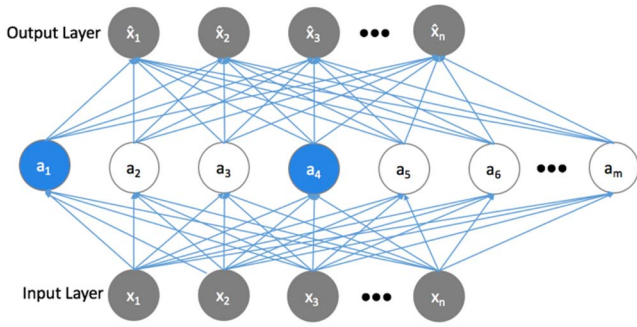 Output Layer x̂₁ x̂₂ x̂₃ ••• x̂ₙ
a₁ a₂ a₃ a₄ a₅ a₆ ••• aₘ
Input Layer x₁ x₂ x₃ ••• xₙ